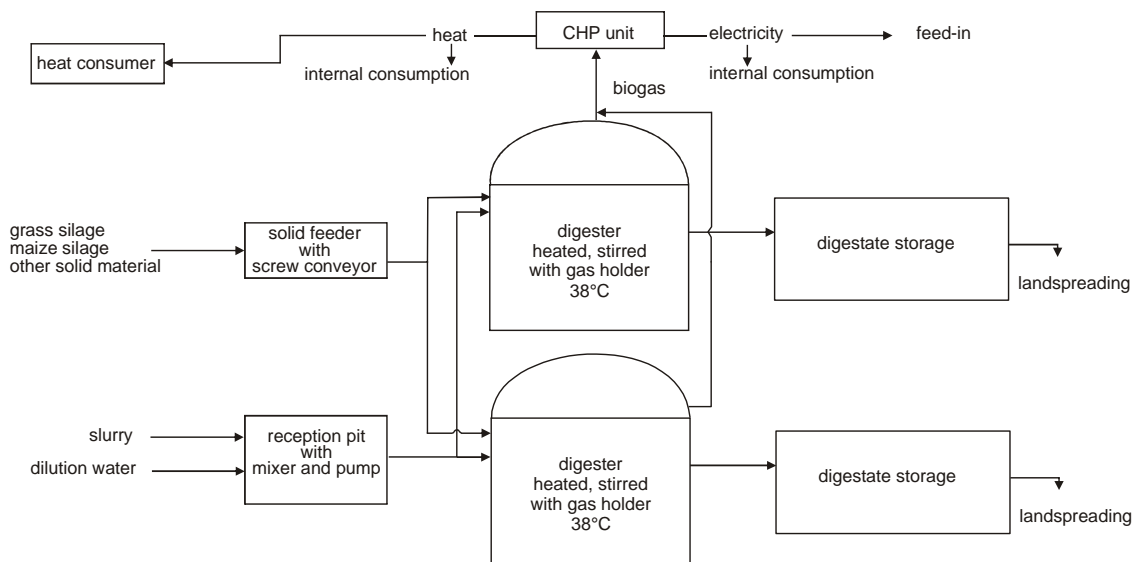 heat
CHP unit
electricity
feed-in
heat consumer
internal consumption
internal consumption
biogas
grass silage
maize silage
other solid material
solid feeder
with
screw conveyor
digester
heated, stirred
with gas holder
38°C
digestate storage
landspreading
slurry
dilution water
reception pit
with
mixer and pump
digester
heated, stirred
with gas holder
38°C
digestate storage
landspreading